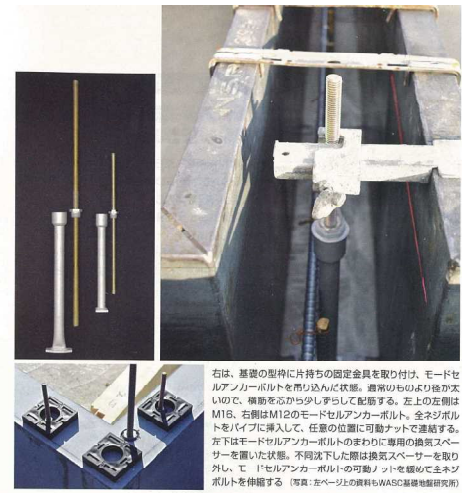 右は、基礎の型枠に片持ちの固定金具を取り付け、モードセ
ルアンカーボルトを吊り込んだ状態。通常のものより径が太
いので、横筋を芯から少しずらして配筋する。左上の左側は
M16、右側はM12のモードセルアンカーボルト。全ネジボル
トをパイプに挿入して、任意の位置に可動ナットで連結する。
左下はモードセルアンカーボルトのまわりに専用の換気スペー
サーを置いた状態。不同沈下した際は換気スペーサーを取り
外し、モードセルアンカーボルトの可動ナットを緩めて全ネジ
ボルトを伸縮する（写真：左ページ上の資料もWASC基礎地盤研究所）